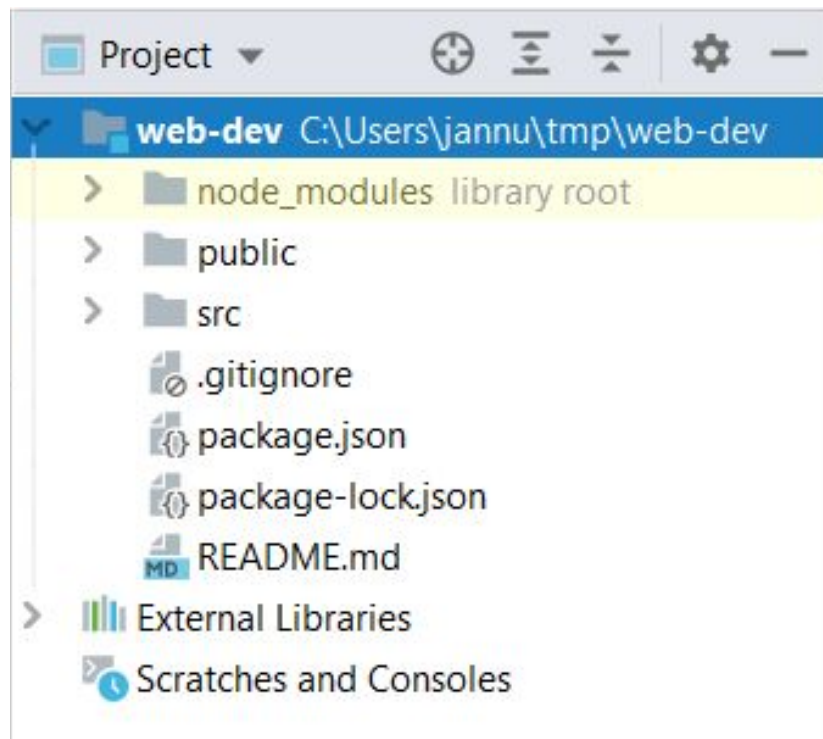 Project
web-dev C:\Users\jannu\tmp\web-dev
node_modules library root
public
src
.gitignore
package.json
package-lock.json
MD README.md
External Libraries
Scratches and Consoles